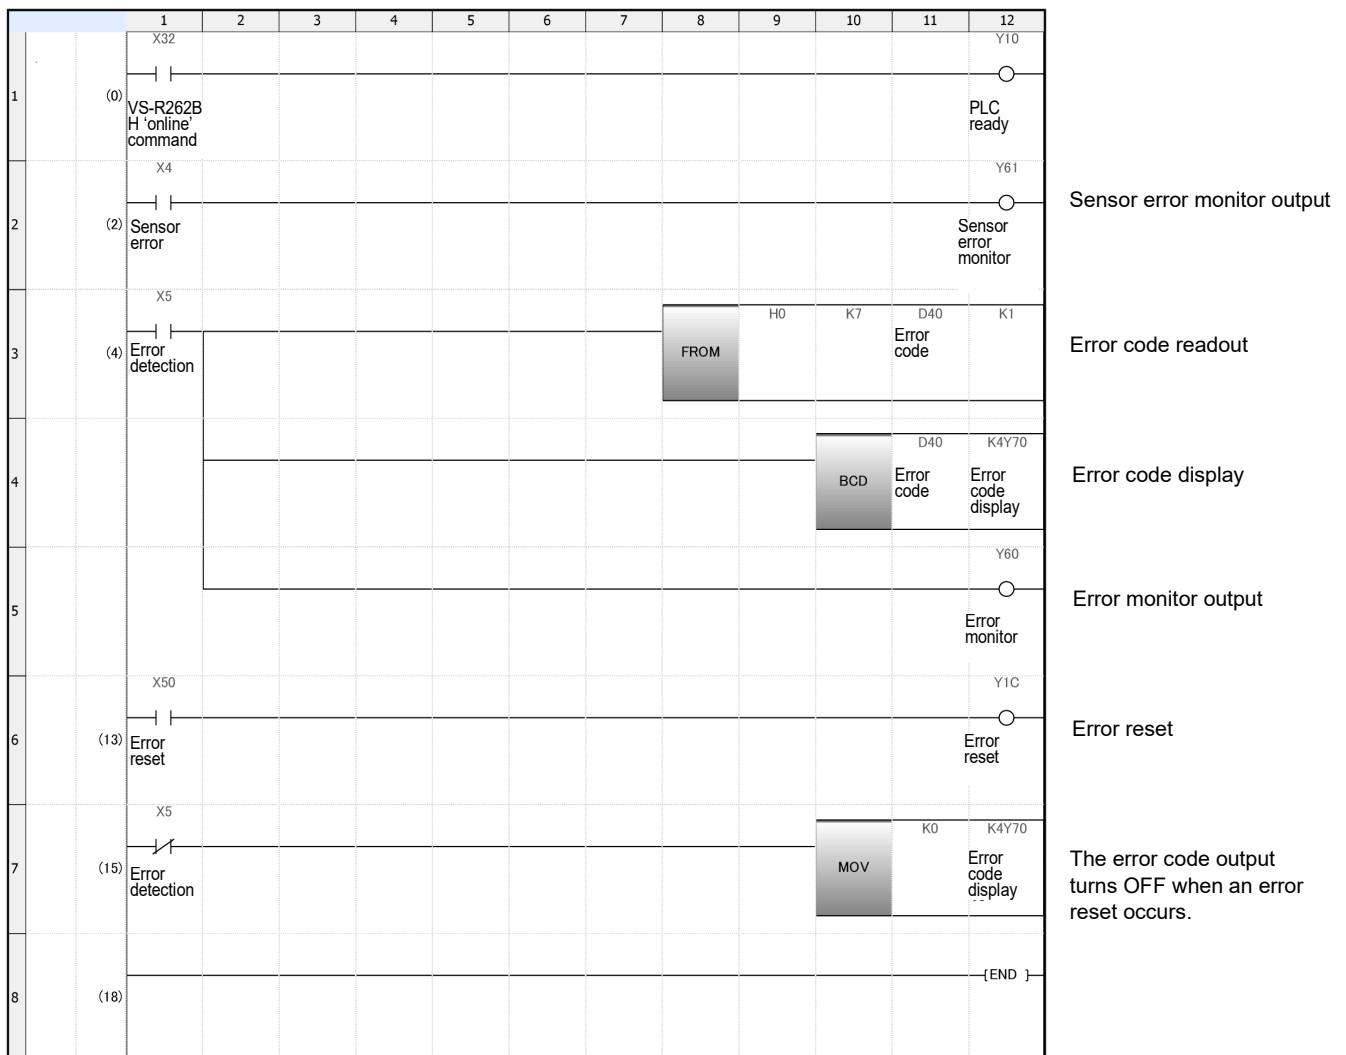 1 2 3 4 5 6 7 8 9 10 11 12
X32 Y10
1 (0)
VS-R262B
H ‘online’
command
PLC
ready
X4 Y61
2 (2)
Sensor
error
Sensor
error
monitor
Sensor error monitor output
X5
3 (4)
Error
detection
FROM
H0 K7 D40 K1
Error
code
Error code readout
4
BCD
D40 K4Y70
Error
code
Error
code
display
Error code display
Y60
5
Error
monitor
Error monitor output
X50 Y1C
6 (13)
Error
reset
Error
reset
Error reset
X5
7 (15)
Error
detection
MOV
K0 K4Y70
Error
code
display
The error code output
turns OFF when an error
reset occurs.
8 (18)
[END ]